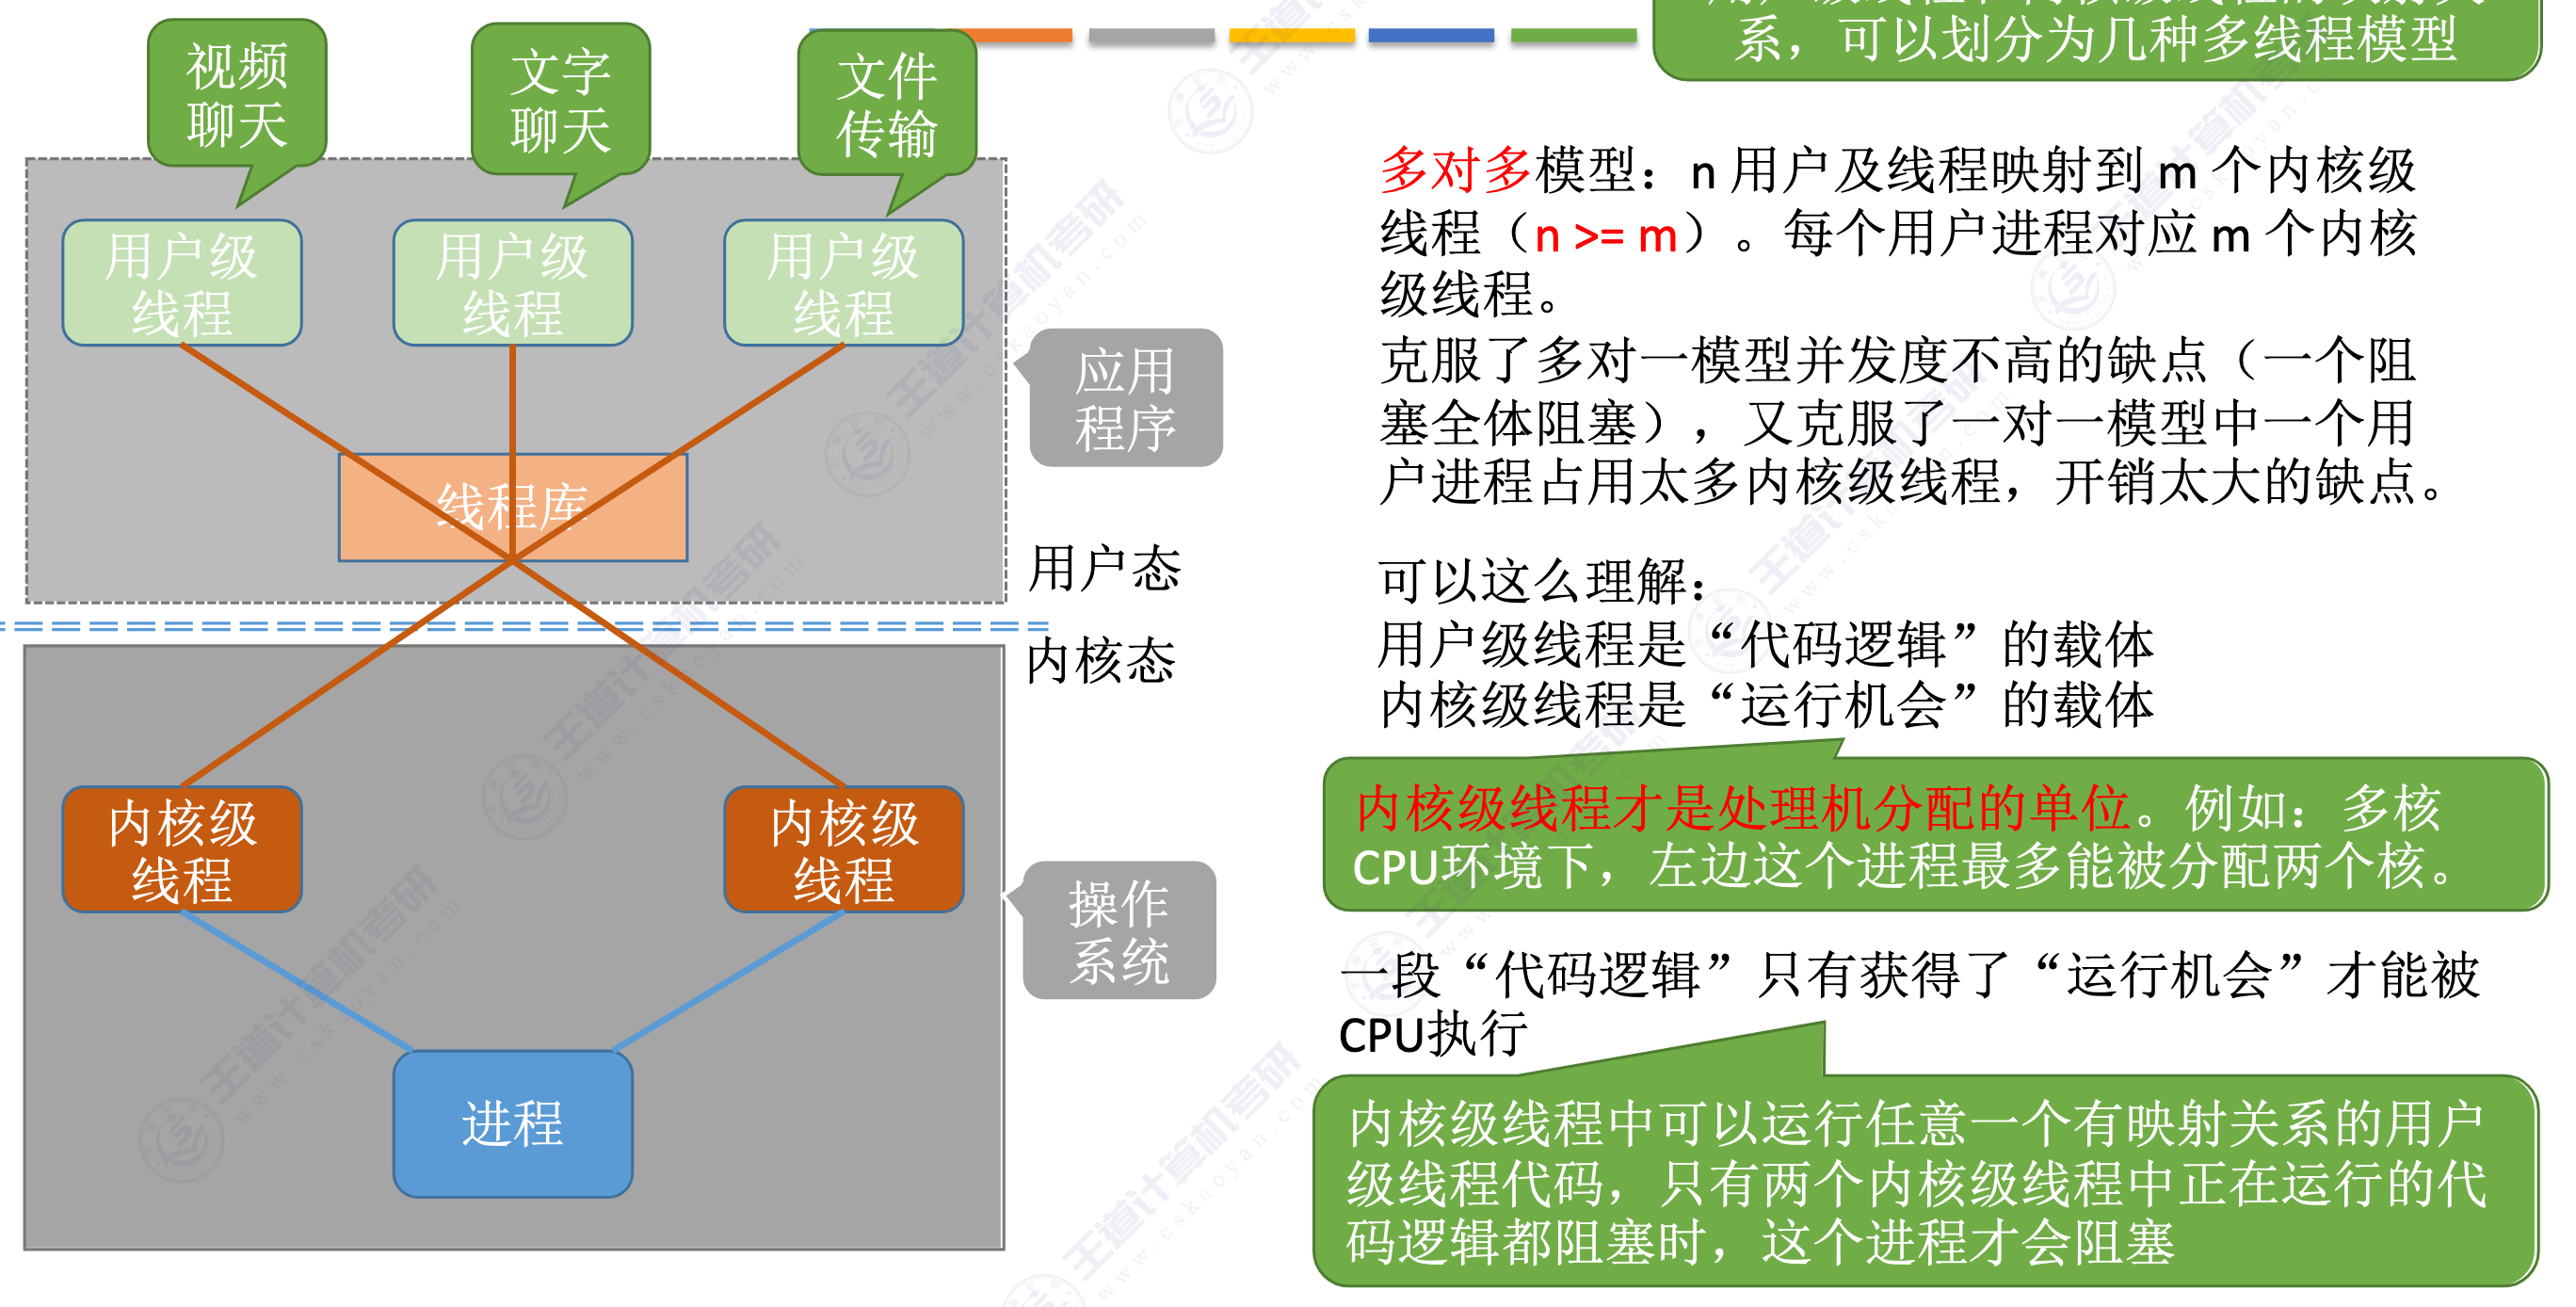 系，可以划分为几种多线程模型
视频
聊天
文字
聊天
文件
传输
用户级
线程
用户级
线程
用户级
线程
线程库
应用
程序
用户态
内核态
内核级
线程
内核级
线程
操作
系统
进程
多对多模型：n 用户及线程映射到 m 个内核级
线程（n >= m）。每个用户进程对应 m 个内核
级线程。
克服了多对一模型并发度不高的缺点（一个阻
塞全体阻塞），又克服了一对一模型中一个用
户进程占用太多内核级线程，开销太大的缺点。
可以这么理解：
用户级线程是“代码逻辑”的载体
内核级线程是“运行机会”的载体
内核级线程才是处理机分配的单位。例如：多核
CPU环境下，左边这个进程最多能被分配两个核。
一段“代码逻辑”只有获得了“运行机会”才能被
CPU执行
内核级线程中可以运行任意一个有映射关系的用户
级线程代码，只有两个内核级线程中正在运行的代
码逻辑都阻塞时，这个进程才会阻塞
王道计算机考研
www.cskaoyan.com